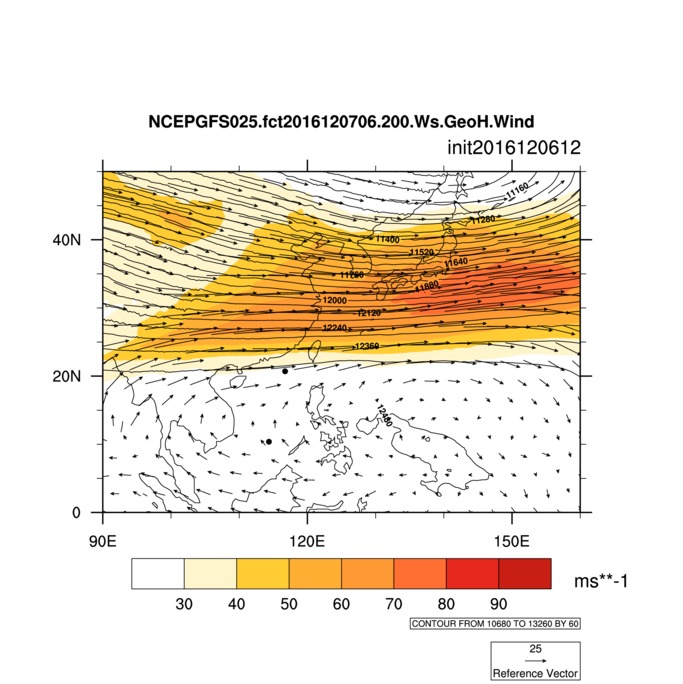 NCEPGFS025.fct2016120706.200.Ws.GeoH.Wind
init2016120612
11160
11280
40N
11400
11520
11640
11760
11880
12000
12120
12240
12360
20N
12480
0
90E 120E 150E
ms**-1
30 40 50 60 70 80 90
CONTOUR FROM 10680 TO 13260 BY 60
25
Reference Vector